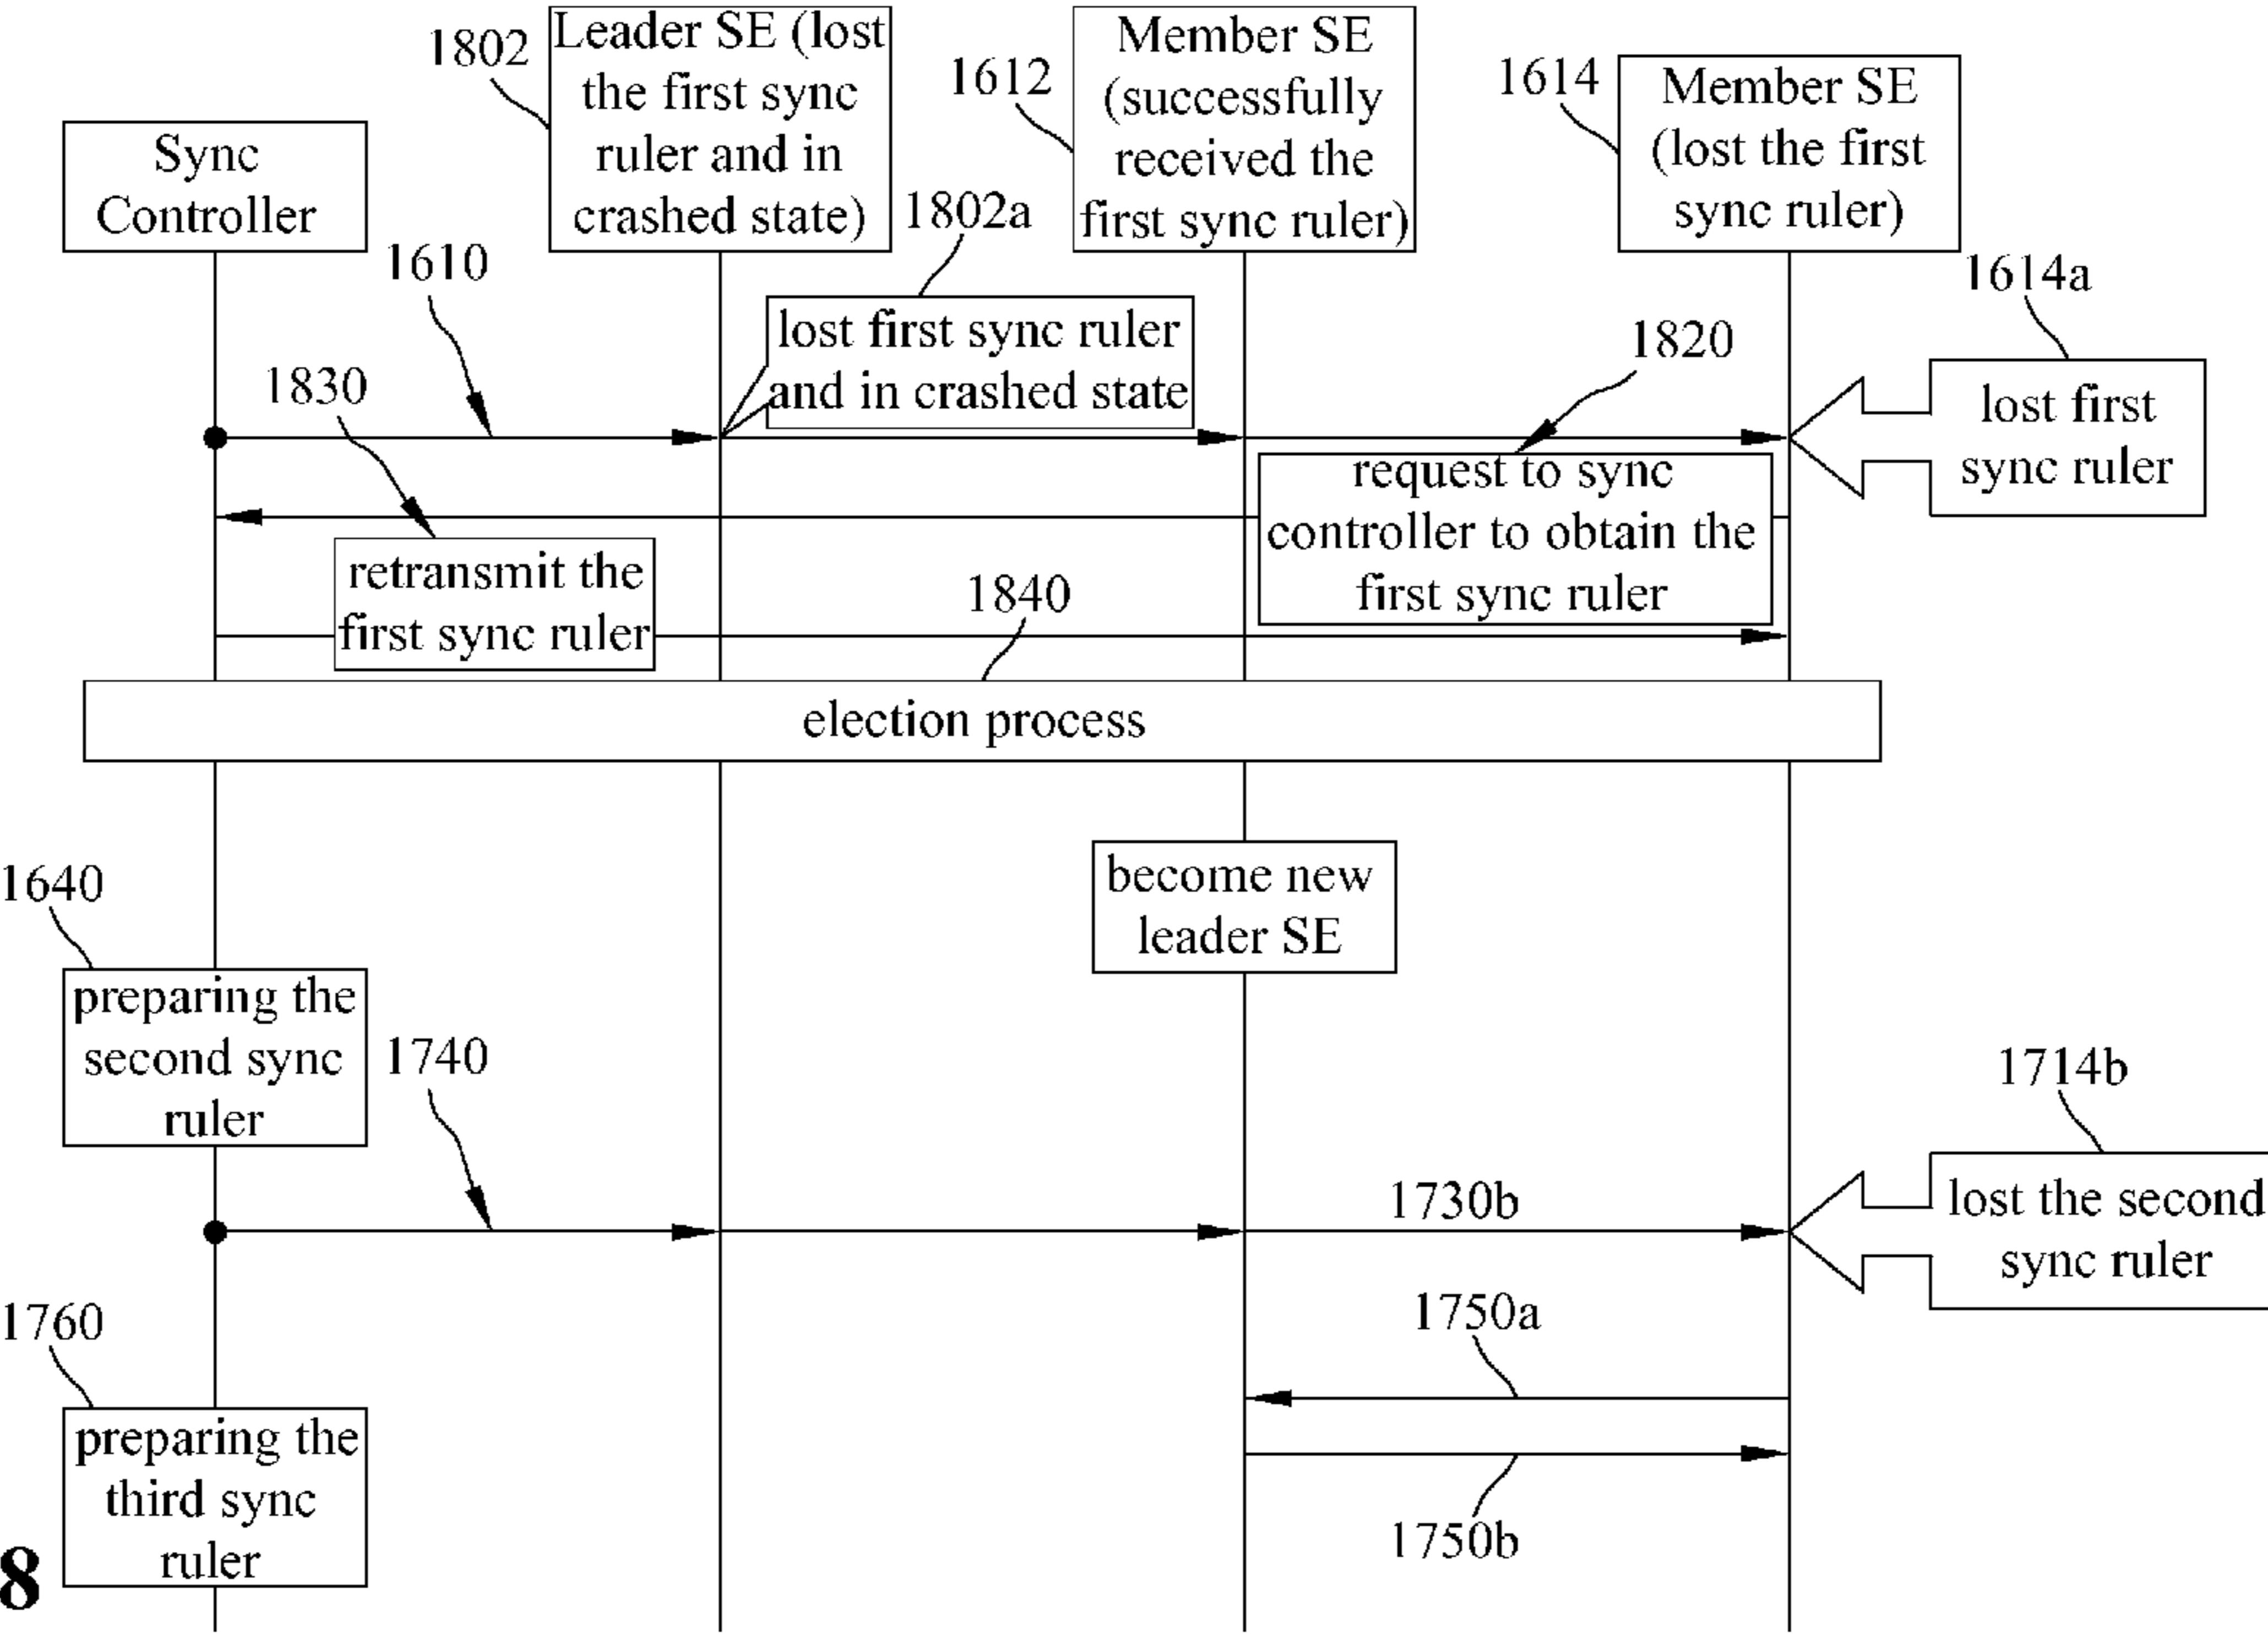 1802
Leader SE (lost
the first sync
ruler and in
crashed state)
1612
Member SE
(successfully
received the
first sync ruler)
1614
Member SE
(lost the first
sync ruler)
Sync
Controller
1610
1802a
lost first sync ruler
and in crashed state
1614a
lost first
sync ruler
1820
request to sync
controller to obtain the
first sync ruler
1830
retransmit the
first sync ruler
1840
election process
become new
leader SE
1640
preparing the
second sync
ruler
1740
1730b
1714b
lost the second
sync ruler
1760
preparing the
third sync
ruler
1750a
1750b
8